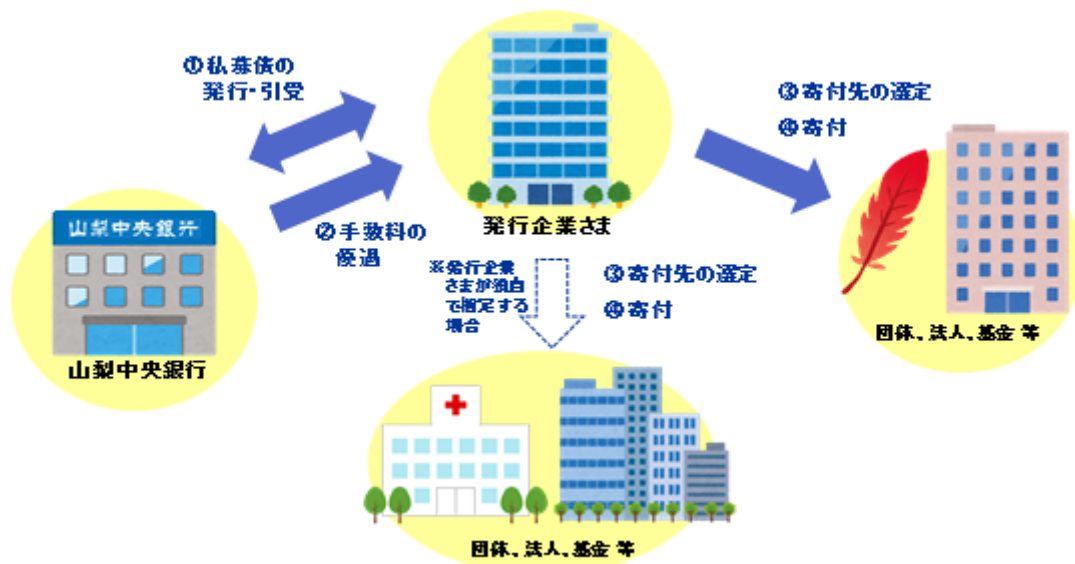 ①私募債の
発行・引受
③寄付先の選定
④寄付
山梨中央銀行
②手数料の
優遇
発行企業さま
※発行企業
さまが独自
で指定する
場合
③寄付先の選定
④寄付
団体、法人、基金 等
山梨中央銀行
団体、法人、基金 等